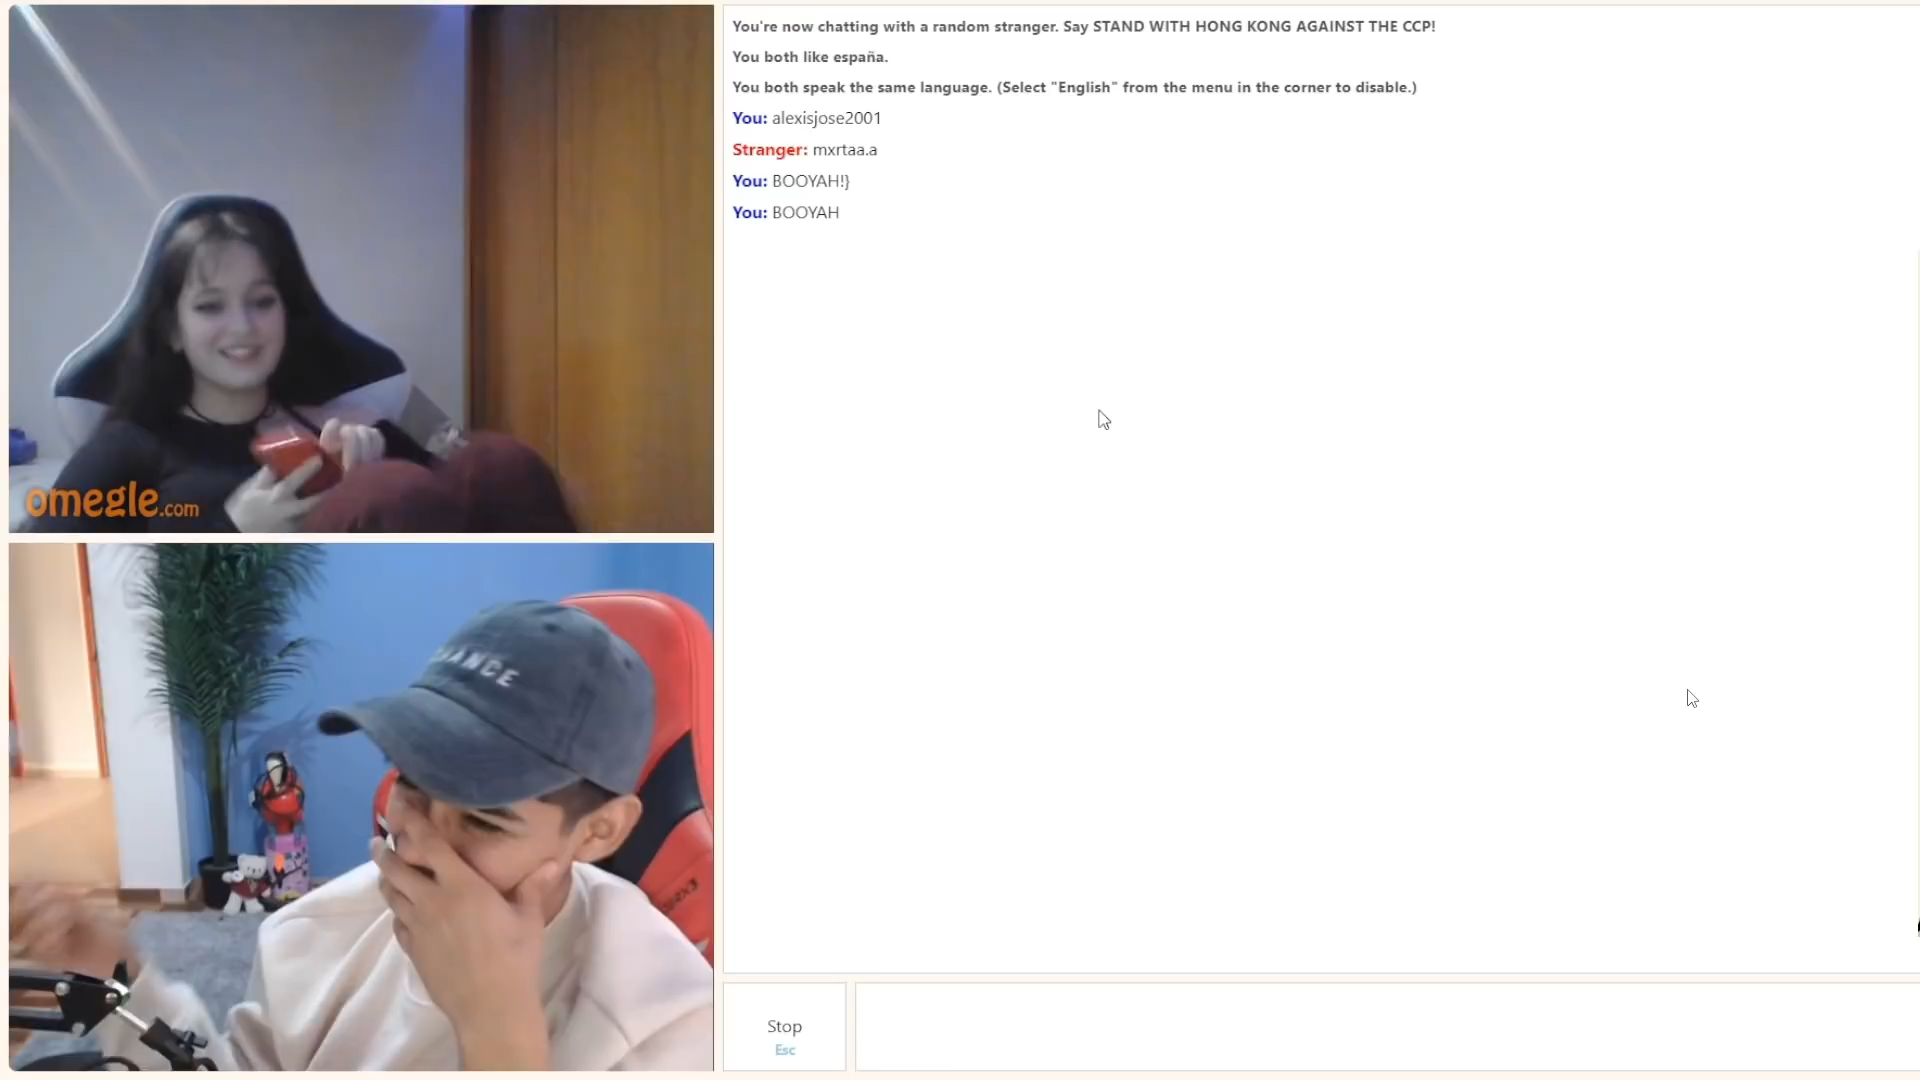 You're now chatting with a random stranger. Say STAND WITH HONG KONG AGAINST THE CCP!
You both like españa.
You both speak the same language. (Select "English" from the menu in the corner to disable.)
You: alexisjose2001
Stranger: mxrtaa.a
You: BOOYAH!}
You: BOOYAH
omegle.com
Stop
Esc